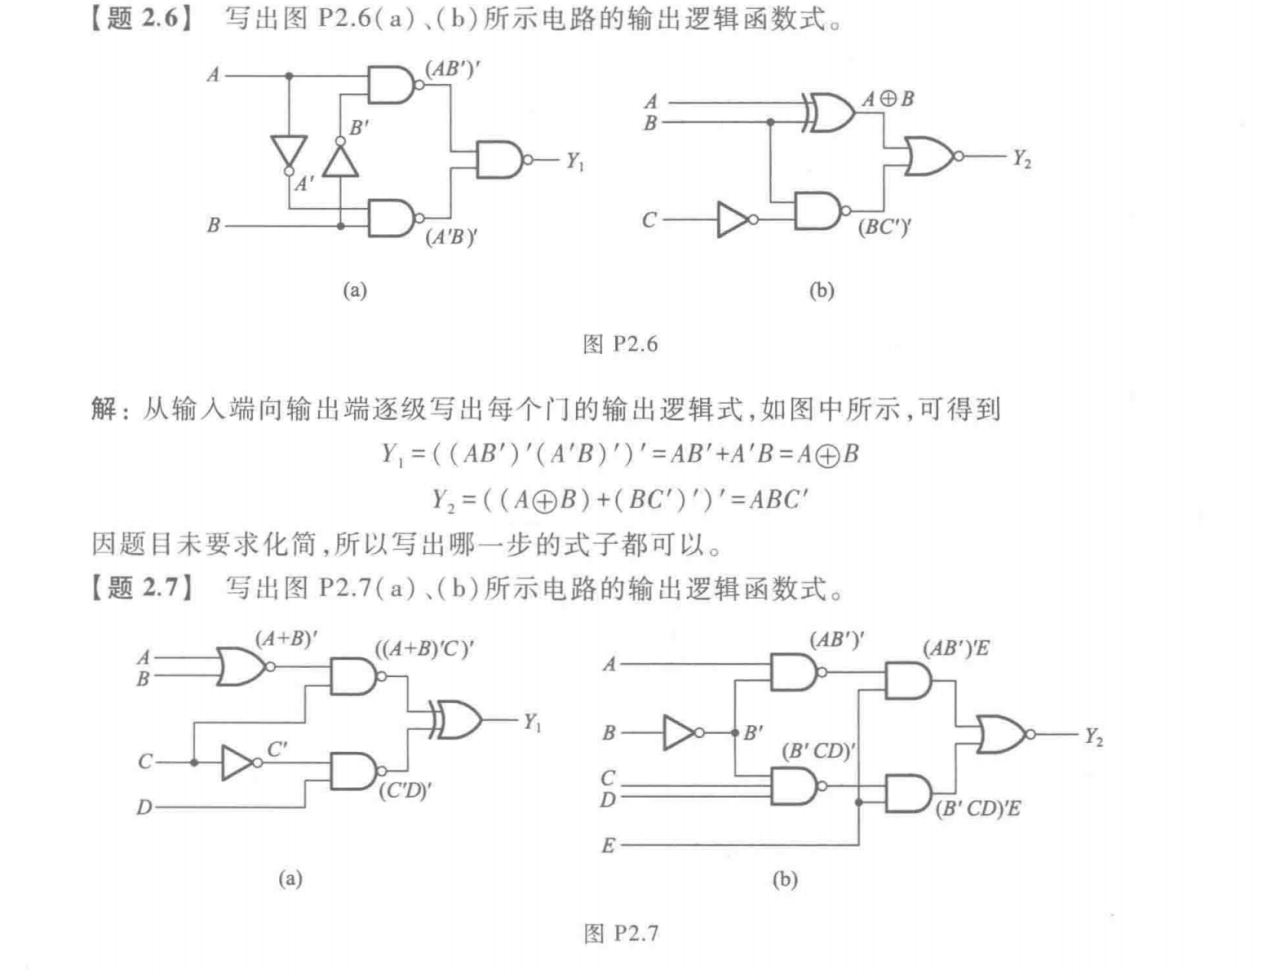 【题 2.6】 写出图 P2.6(a)、(b)所示电路的输出逻辑函数式。
A
(AB′)′
B′
A′
Y₁
B
(A′B)′
(a)
A
B
A⊕B
Y₂
C
(BC′)′
(b)
图 P2.6
解：从输入端向输出端逐级写出每个门的输出逻辑式,如图中所示,可得到
Y₁=((AB′)′(A′B)′)′=AB′+A′B=A⊕B
Y₂=((A⊕B)+(BC′)′)′=ABC′
因题目未要求化简,所以写出哪一步的式子都可以。
【题 2.7】 写出图 P2.7(a)、(b)所示电路的输出逻辑函数式。
(A+B)′
A
B
((A+B)′C)′
Y₁
C
C′
(C′D)′
D
(a)
(AB′)′
A
(AB′)′E
B
B′
Y₂
(B′CD)′
C
D
(B′CD)′E
E
(b)
图 P2.7